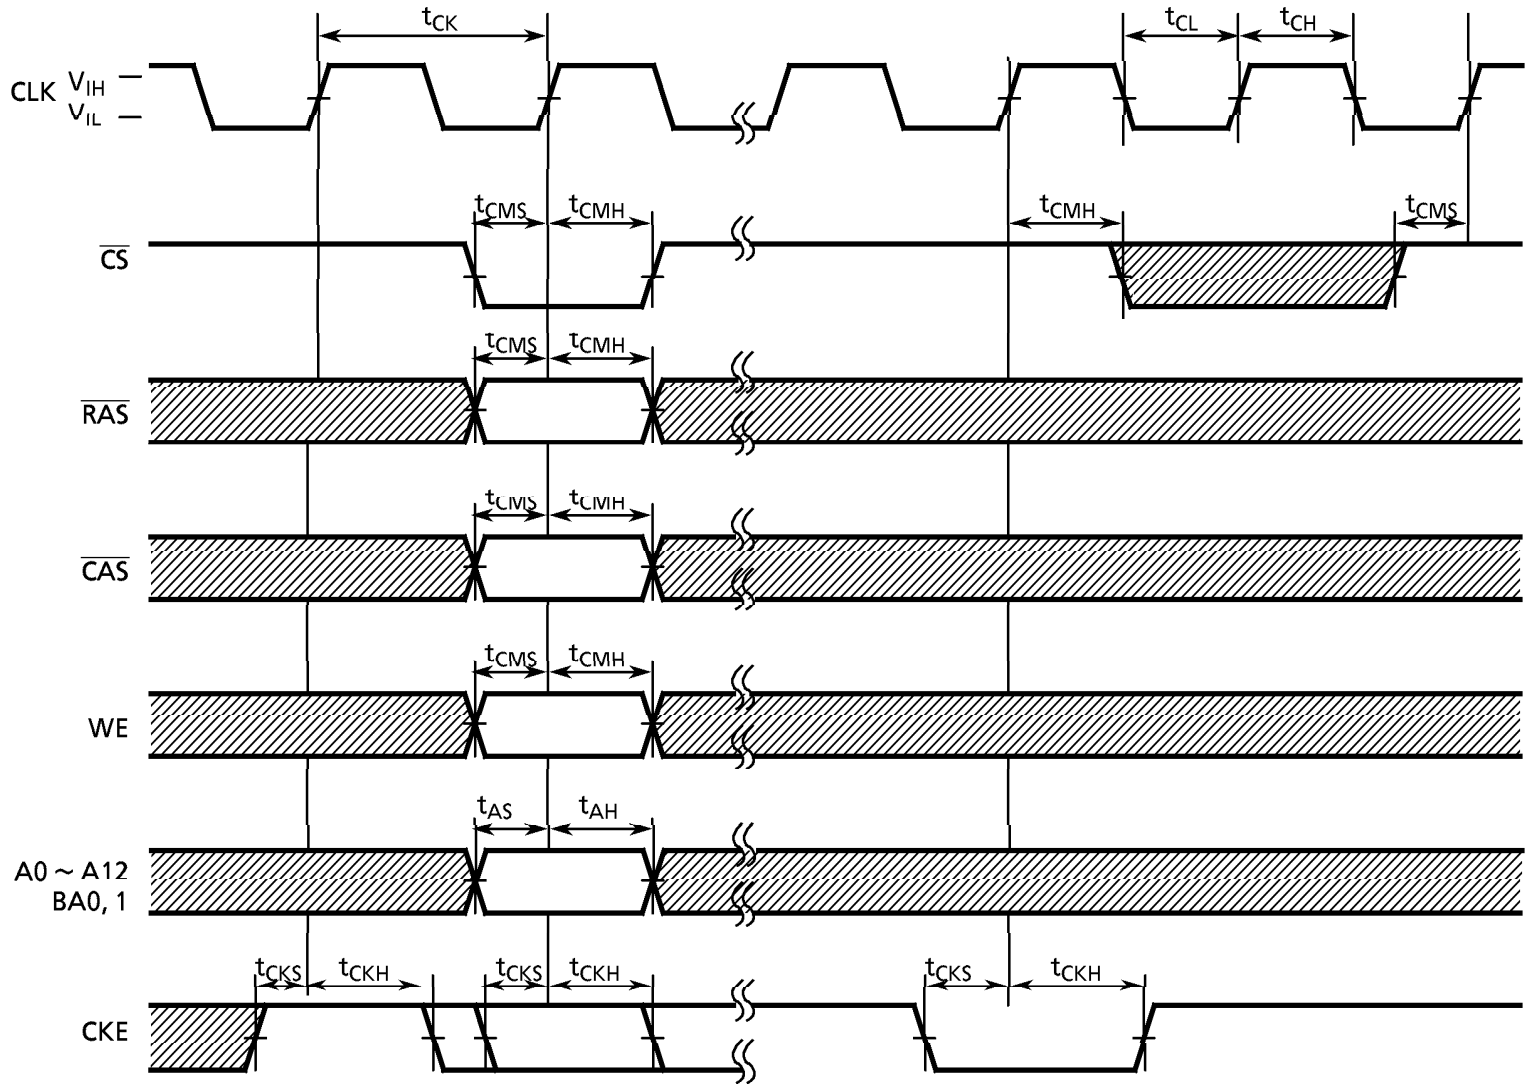 tCK tCL tCH
CLK VIH
VIL
tCMS tCMH tCMH tCMS
CS
tCMS tCMH
RAS
tCMS tCMH
CAS
tCMS tCMH
WE
tAS tAH
A0 ~ A12
BA0, 1
tCKS tCKH tCKS tCKH tCKS tCKH
CKE